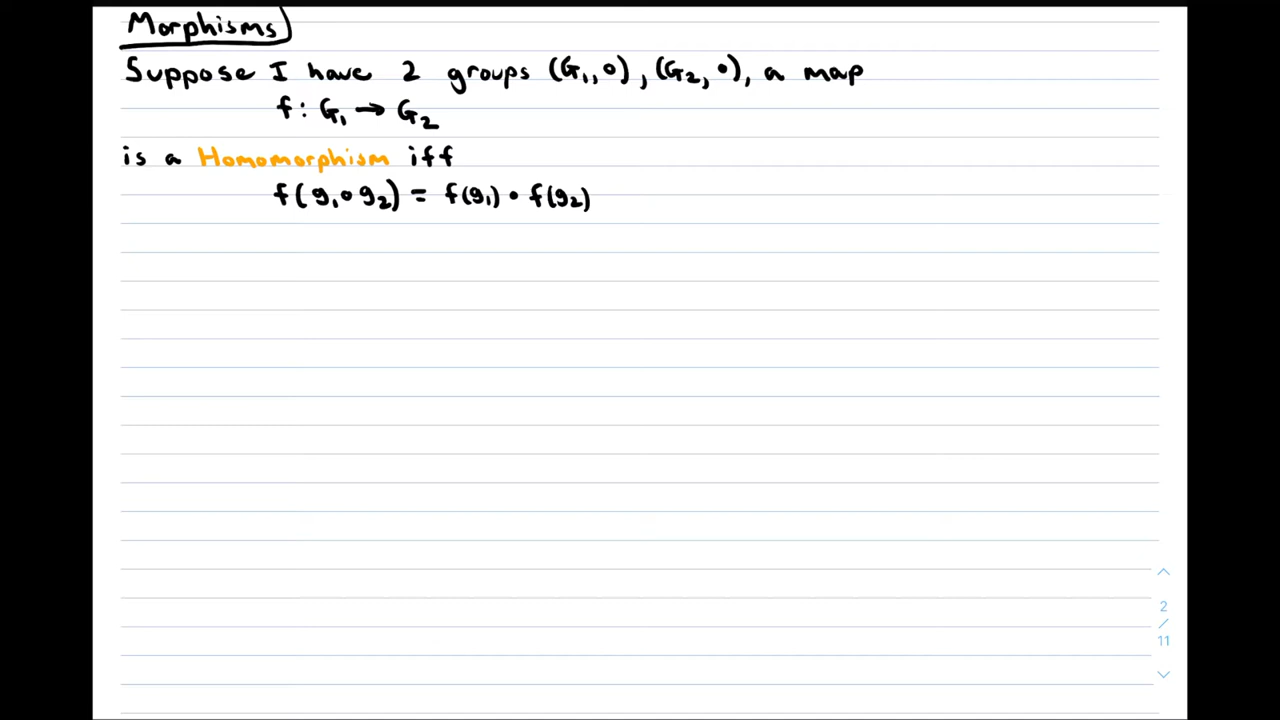 Morphisms
Suppose I have 2 groups (G₁,∘), (G₂,•), a map
f: G₁ → G₂
is a Homomorphism iff
f(g₁∘g₂) = f(g₁)•f(g₂)
2
/
11